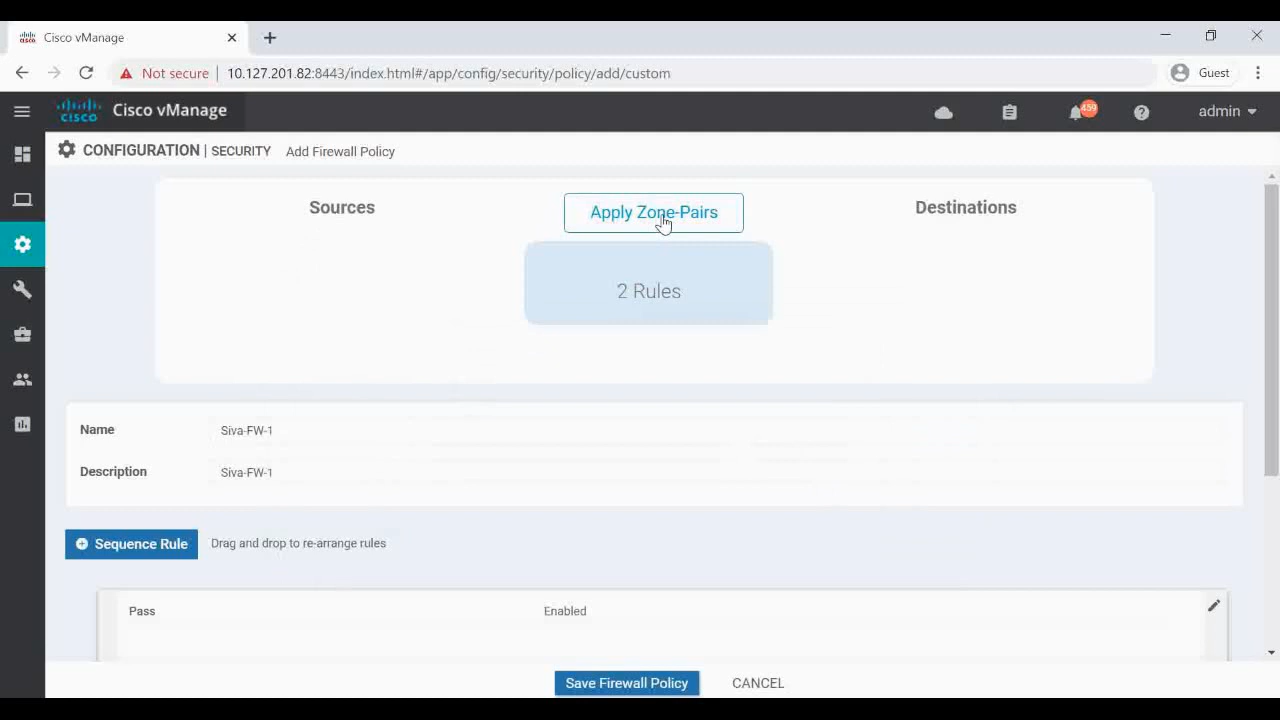 Cisco vManage
Not secure 10.127.201.82:8443/index.html#/app/config/security/policy/add/custom Guest
cisco Cisco vManage 459 admin
CONFIGURATION | SECURITY Add Firewall Policy
Sources Apply Zone-Pairs Destinations
2 Rules
Name Siva-FW-1
Description Siva-FW-1
Sequence Rule Drag and drop to re-arrange rules
Pass Enabled
Save Firewall Policy CANCEL